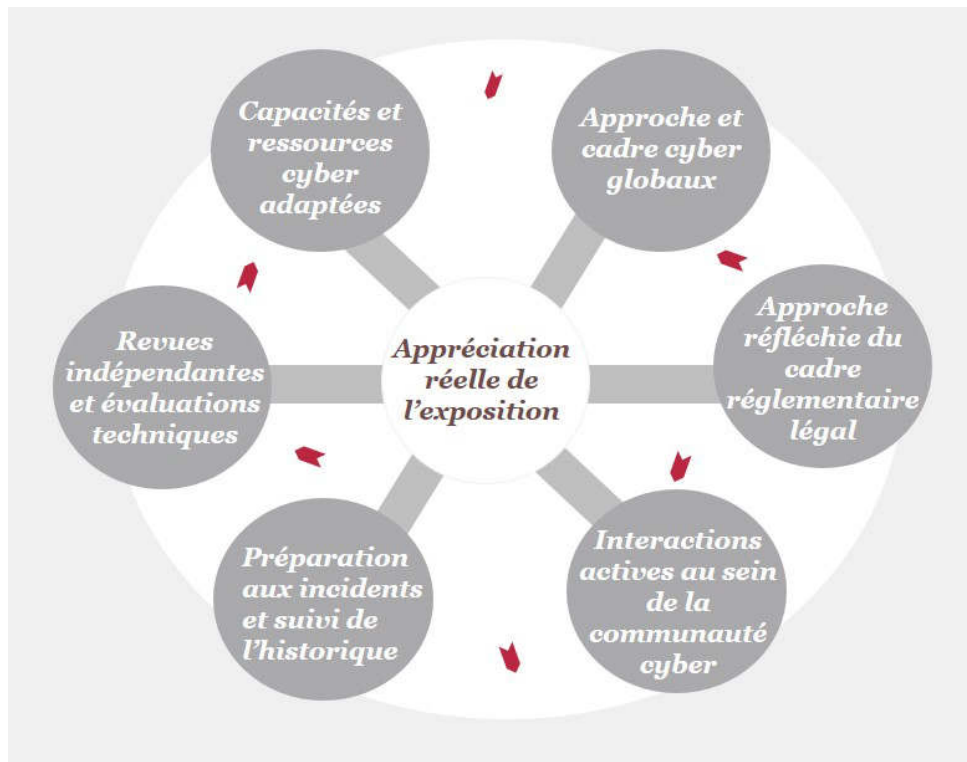 Capacités et
ressources
cyber
adaptées
Approche et
cadre cyber
globaux
Revues
indépendantes
et évaluations
techniques
Appréciation
réelle de
l'exposition
Approche
réfléchie du
cadre
réglementaire
légal
Préparation
aux incidents
et suivi de
l'historique
Interactions
actives au sein
de la
communauté
cyber